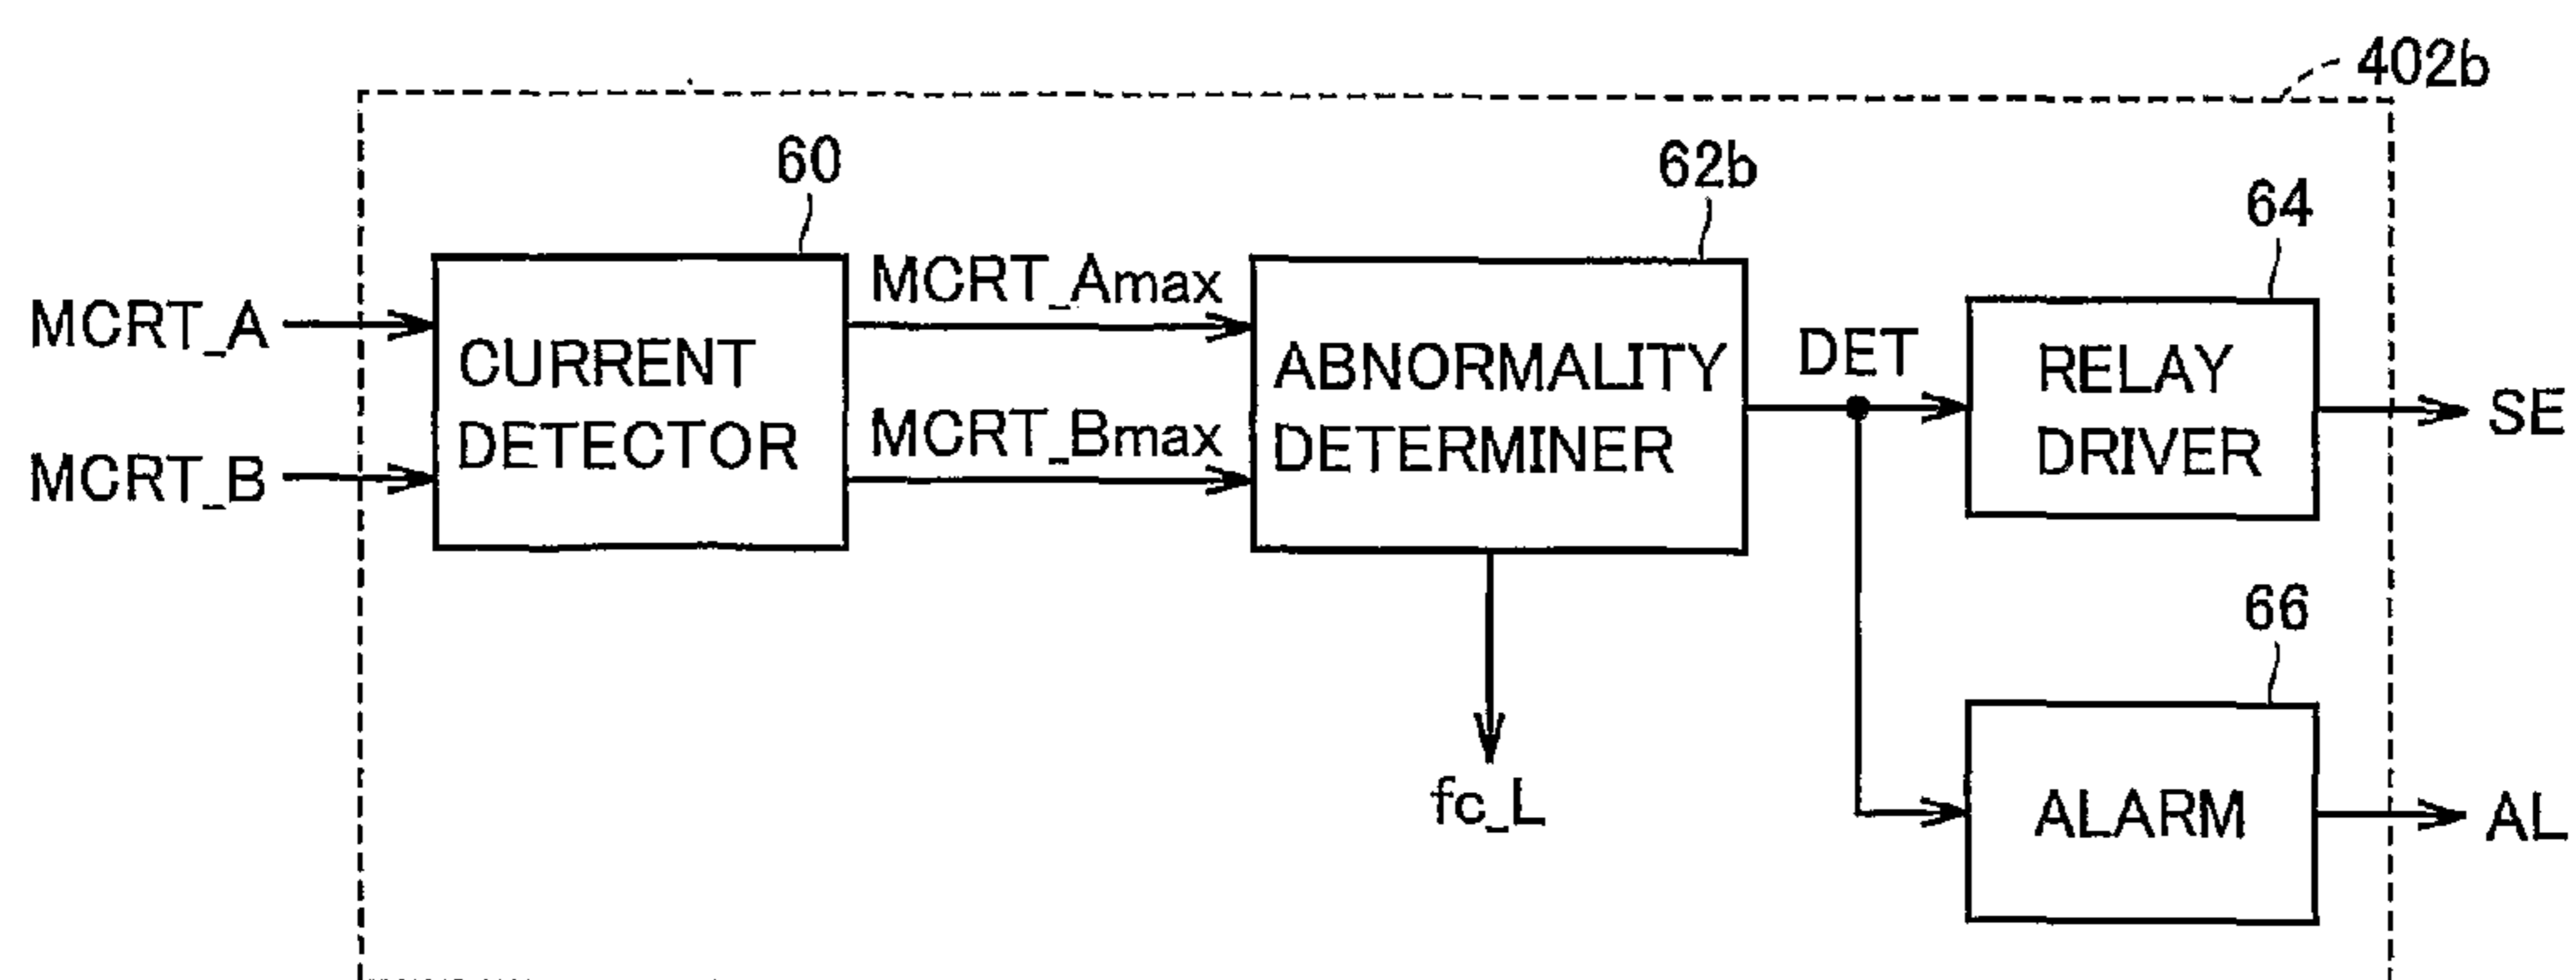 402b
60
62b
64
MCRT_A
MCRT_B
CURRENT
DETECTOR
MCRT_Amax
MCRT_Bmax
ABNORMALITY
DETERMINER
DET
RELAY
DRIVER
SE
fc_L
66
ALARM
AL